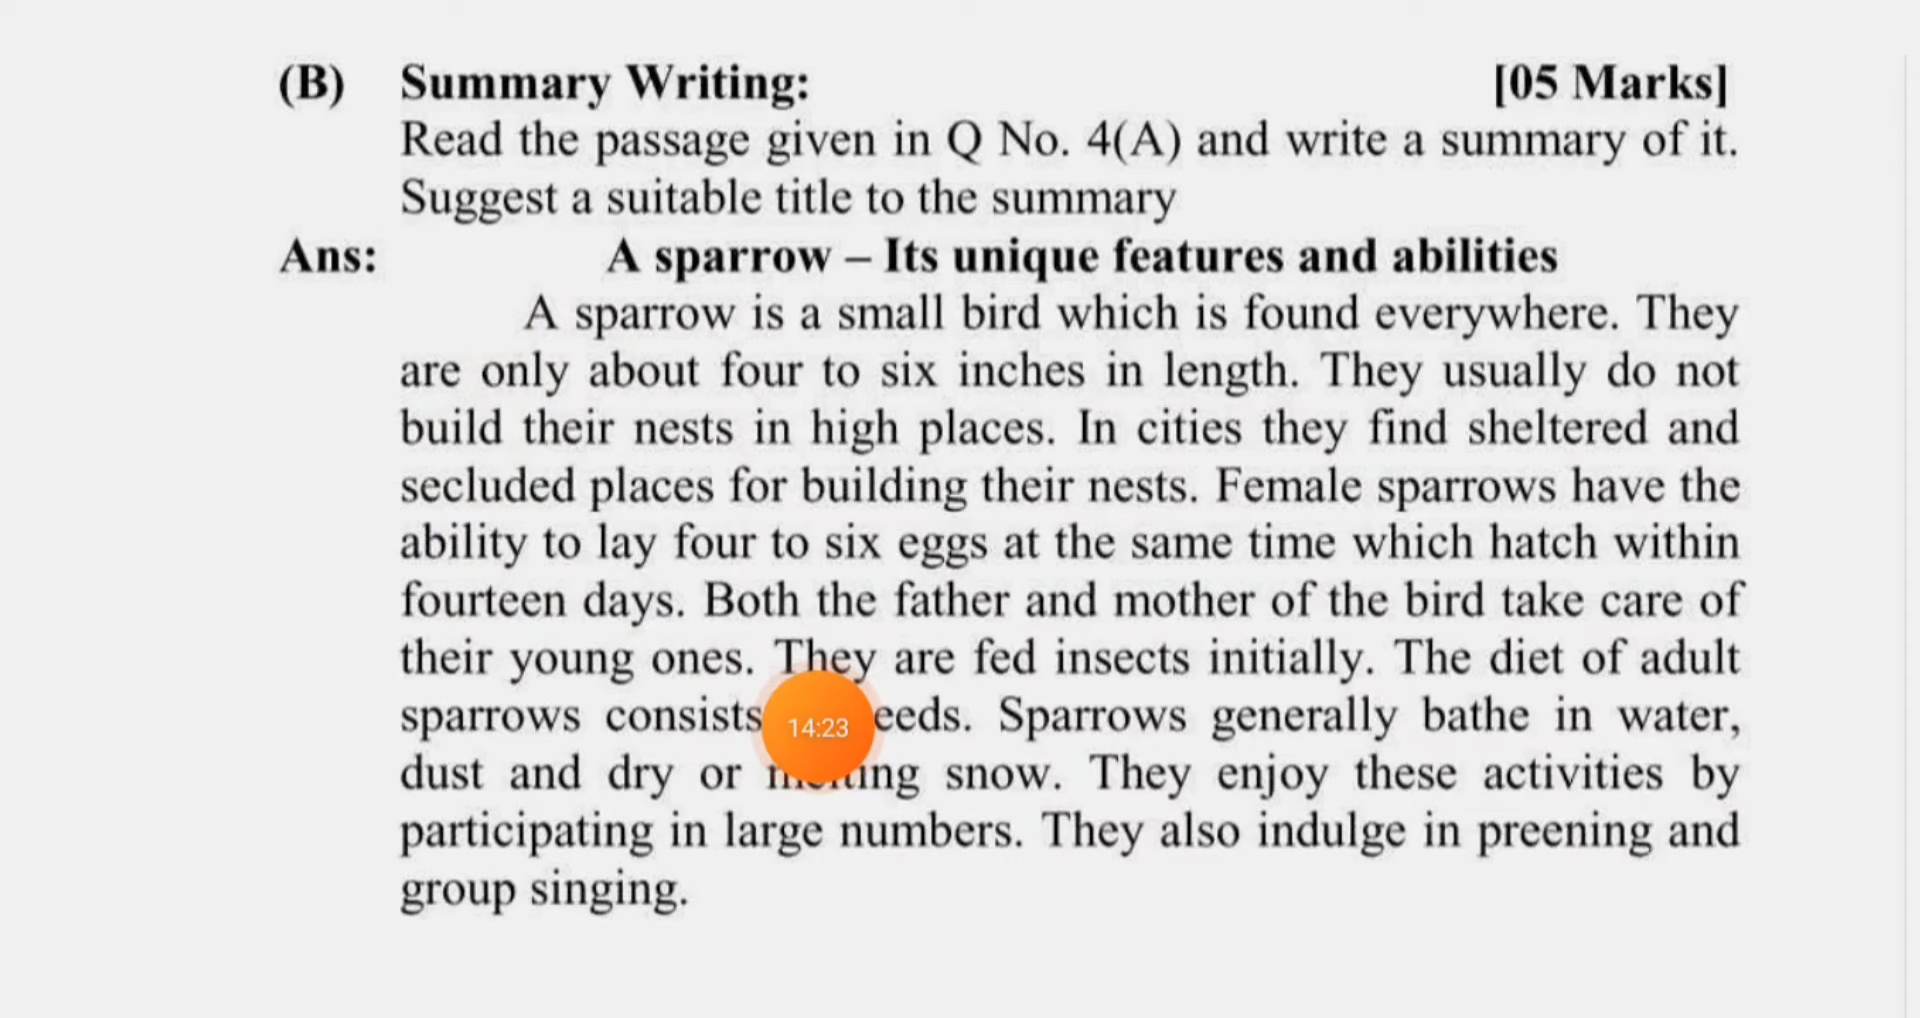 (B) Summary Writing: [05 Marks]
Read the passage given in Q No. 4(A) and write a summary of it.
Suggest a suitable title to the summary
Ans: A sparrow – Its unique features and abilities
A sparrow is a small bird which is found everywhere. They
are only about four to six inches in length. They usually do not
build their nests in high places. In cities they find sheltered and
secluded places for building their nests. Female sparrows have the
ability to lay four to six eggs at the same time which hatch within
fourteen days. Both the father and mother of the bird take care of
their young ones. They are fed insects initially. The diet of adult
sparrows consists eeds. Sparrows generally bathe in water,
14:23
dust and dry or melting snow. They enjoy these activities by
participating in large numbers. They also indulge in preening and
group singing.